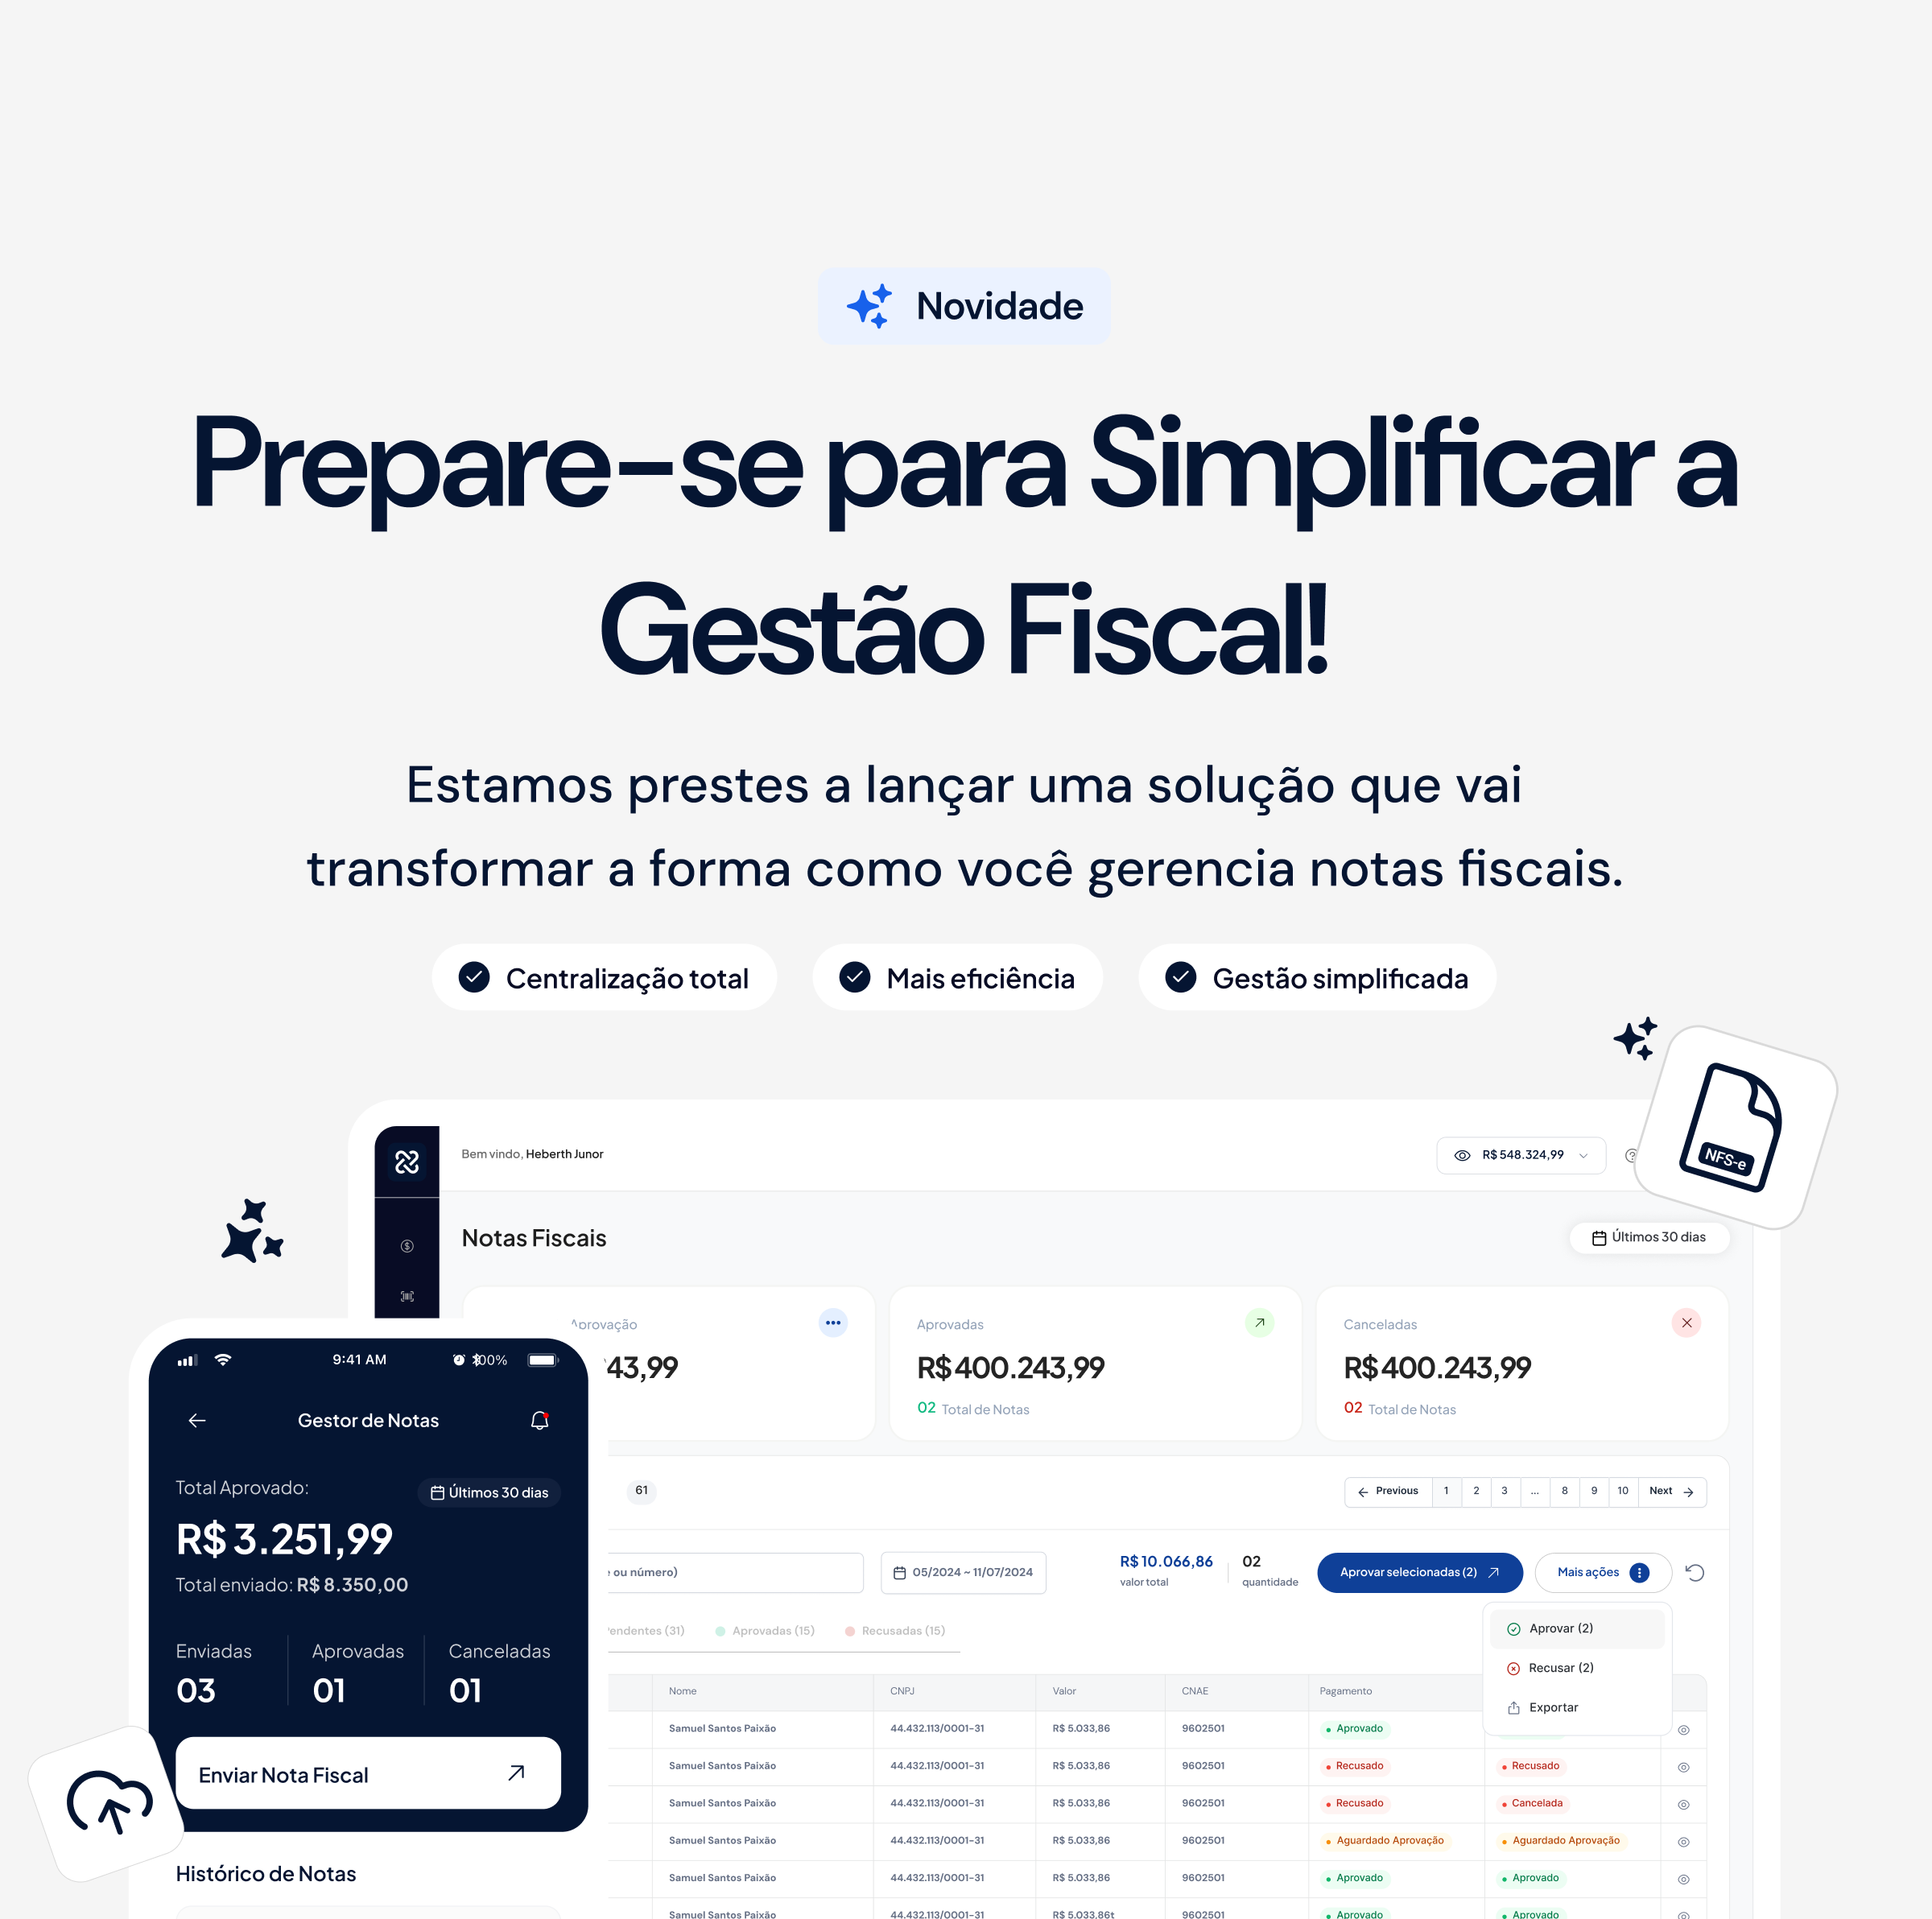 Novidade
Prepare-se para Simplificar a
Gestão Fiscal!
Estamos prestes a lançar uma solução que vai
transformar a forma como você gerencia notas fiscais.
Centralização total
Mais eficiência
Gestão simplificada
NFS-e
Bem vindo, Heberth Junor
R$ 548.324,99
Notas Fiscais
Últimos 30 dias
Aprovação
43,99
Aprovadas
R$ 400.243,99
02 Total de Notas
Canceladas
R$ 400.243,99
02 Total de Notas
61
Previous 1 2 3 ... 8 9 10 Next
ou número)
05/2024 ~ 11/07/2024
R$ 10.066,86
valor total
02
quantidade
Aprovar selecionadas (2)
Mais ações
Aprovar (2)
Recusar (2)
Exportar
endentes (31) Aprovadas (15) Recusadas (15)
Nome CNPJ Valor CNAE Pagamento
Samuel Santos Paixão 44.432.113/0001-31 R$ 5.033,86 9602501 Aprovado
Samuel Santos Paixão 44.432.113/0001-31 R$ 5.033,86 9602501 Recusado Recusado
Samuel Santos Paixão 44.432.113/0001-31 R$ 5.033,86 9602501 Recusado Cancelada
Samuel Santos Paixão 44.432.113/0001-31 R$ 5.033,86 9602501 Aguardado Aprovação Aguardado Aprovação
Samuel Santos Paixão 44.432.113/0001-31 R$ 5.033,86 9602501 Aprovado Aprovado
Samuel Santos Paixão 44.432.113/0001-31 R$ 5.033,86t 9602501 Aprovado Aprovado
9:41 AM
00%
Gestor de Notas
Total Aprovado:
Últimos 30 dias
R$ 3.251,99
Total enviado: R$ 8.350,00
Enviadas
03
Aprovadas
01
Canceladas
01
Enviar Nota Fiscal
Histórico de Notas